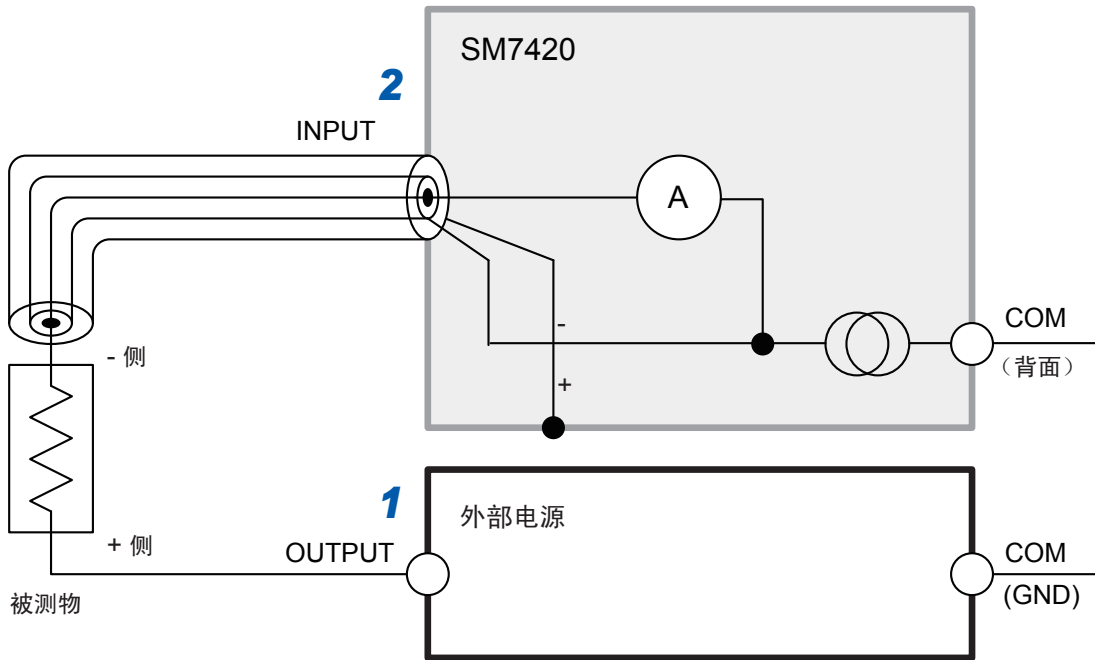 SM7420
2
INPUT
A
COM
（背面）
-
+
- 侧
+ 侧
被测物
1
外部电源
OUTPUT
COM
(GND)